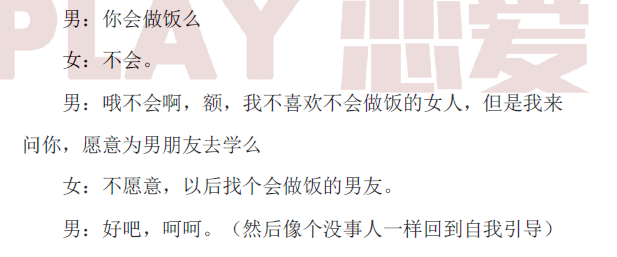 PLAY 恋爱
男：你会做饭么
女：不会。
男：哦不会啊，额，我不喜欢不会做饭的女人，但是我来
问你，愿意为男朋友去学么
女：不愿意，以后找个会做饭的男友。
男：好吧，呵呵。（然后像个没事人一样回到自我引导）